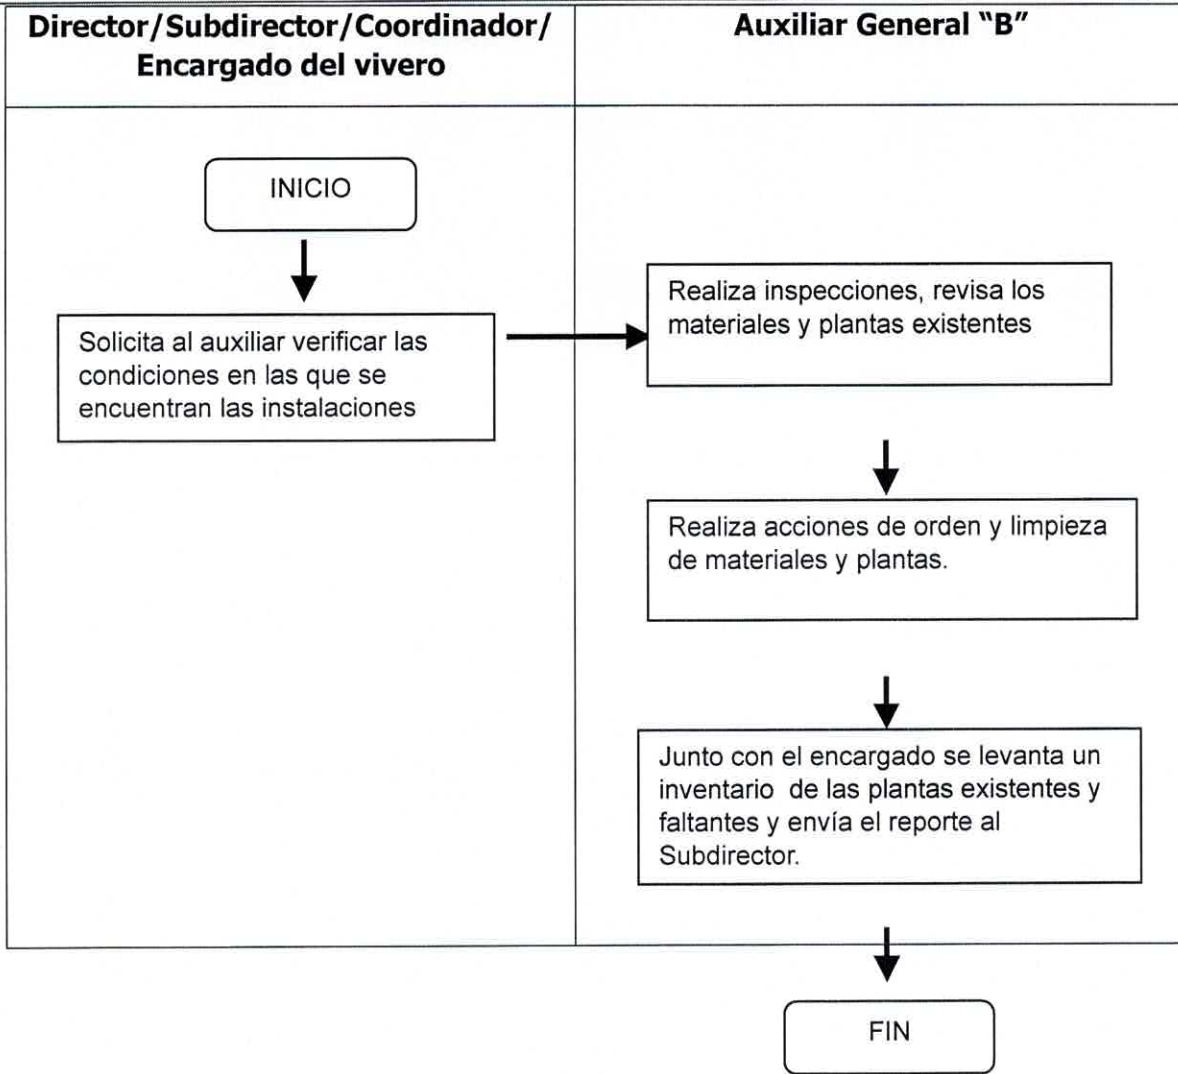 Director/Subdirector/Coordinador/
Encargado del vivero
Auxiliar General “B”
INICIO
Solicita al auxiliar verificar las
condiciones en las que se
encuentran las instalaciones
Realiza inspecciones, revisa los
materiales y plantas existentes
Realiza acciones de orden y limpieza
de materiales y plantas.
Junto con el encargado se levanta un
inventario de las plantas existentes y
faltantes y envía el reporte al
Subdirector.
FIN